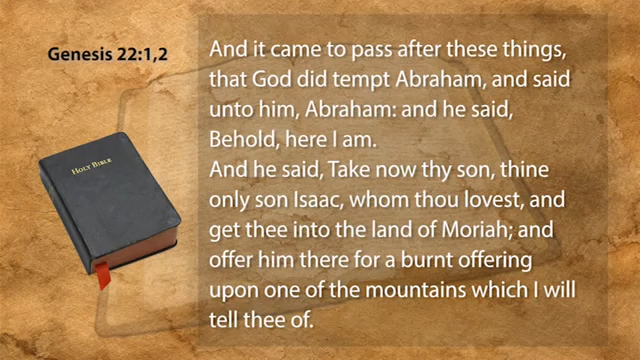 Genesis 22:1,2
And it came to pass after these things,
that God did tempt Abraham, and said
unto him, Abraham: and he said,
Behold, here I am.
And he said, Take now thy son, thine
only son Isaac, whom thou lovest, and
get thee into the land of Moriah; and
offer him there for a burnt offering
upon one of the mountains which I will
tell thee of.
HOLY BIBLE